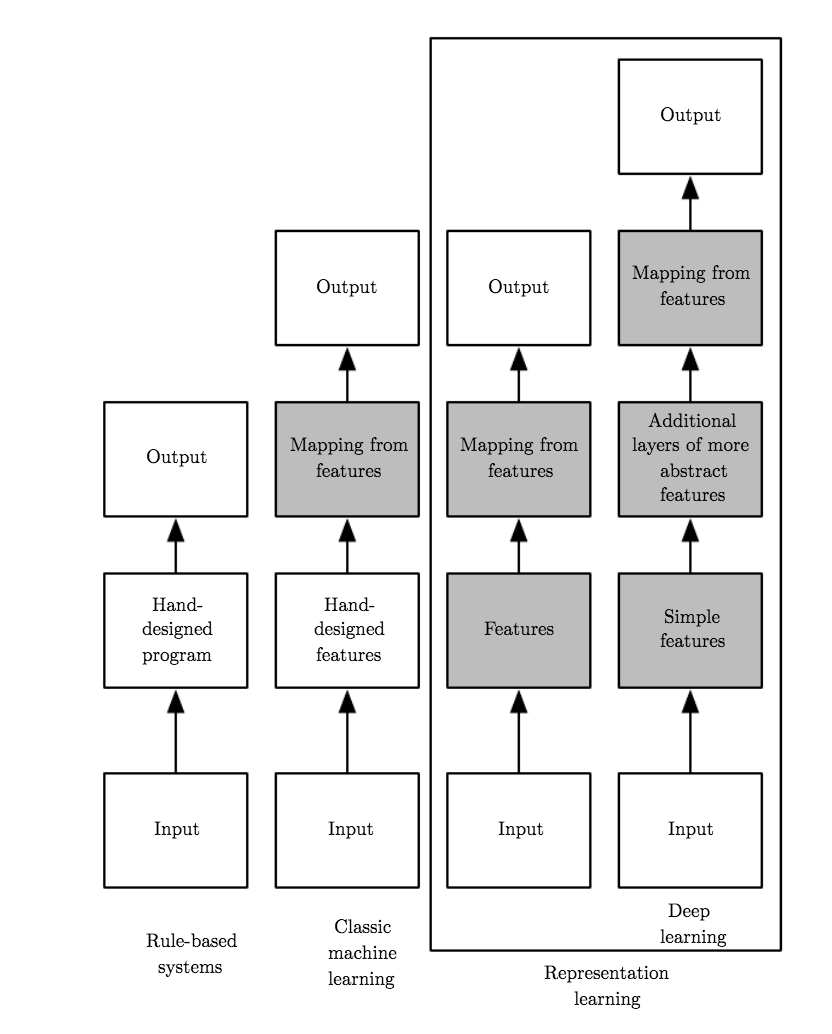 Output
Output
Output
Mapping from
features
Output
Mapping from
features
Mapping from
features
Additional
layers of more
abstract
features
Hand-
designed
program
Hand-
designed
features
Features
Simple
features
Input
Input
Input
Input
Rule-based
systems
Classic
machine
learning
Deep
learning
Representation
learning